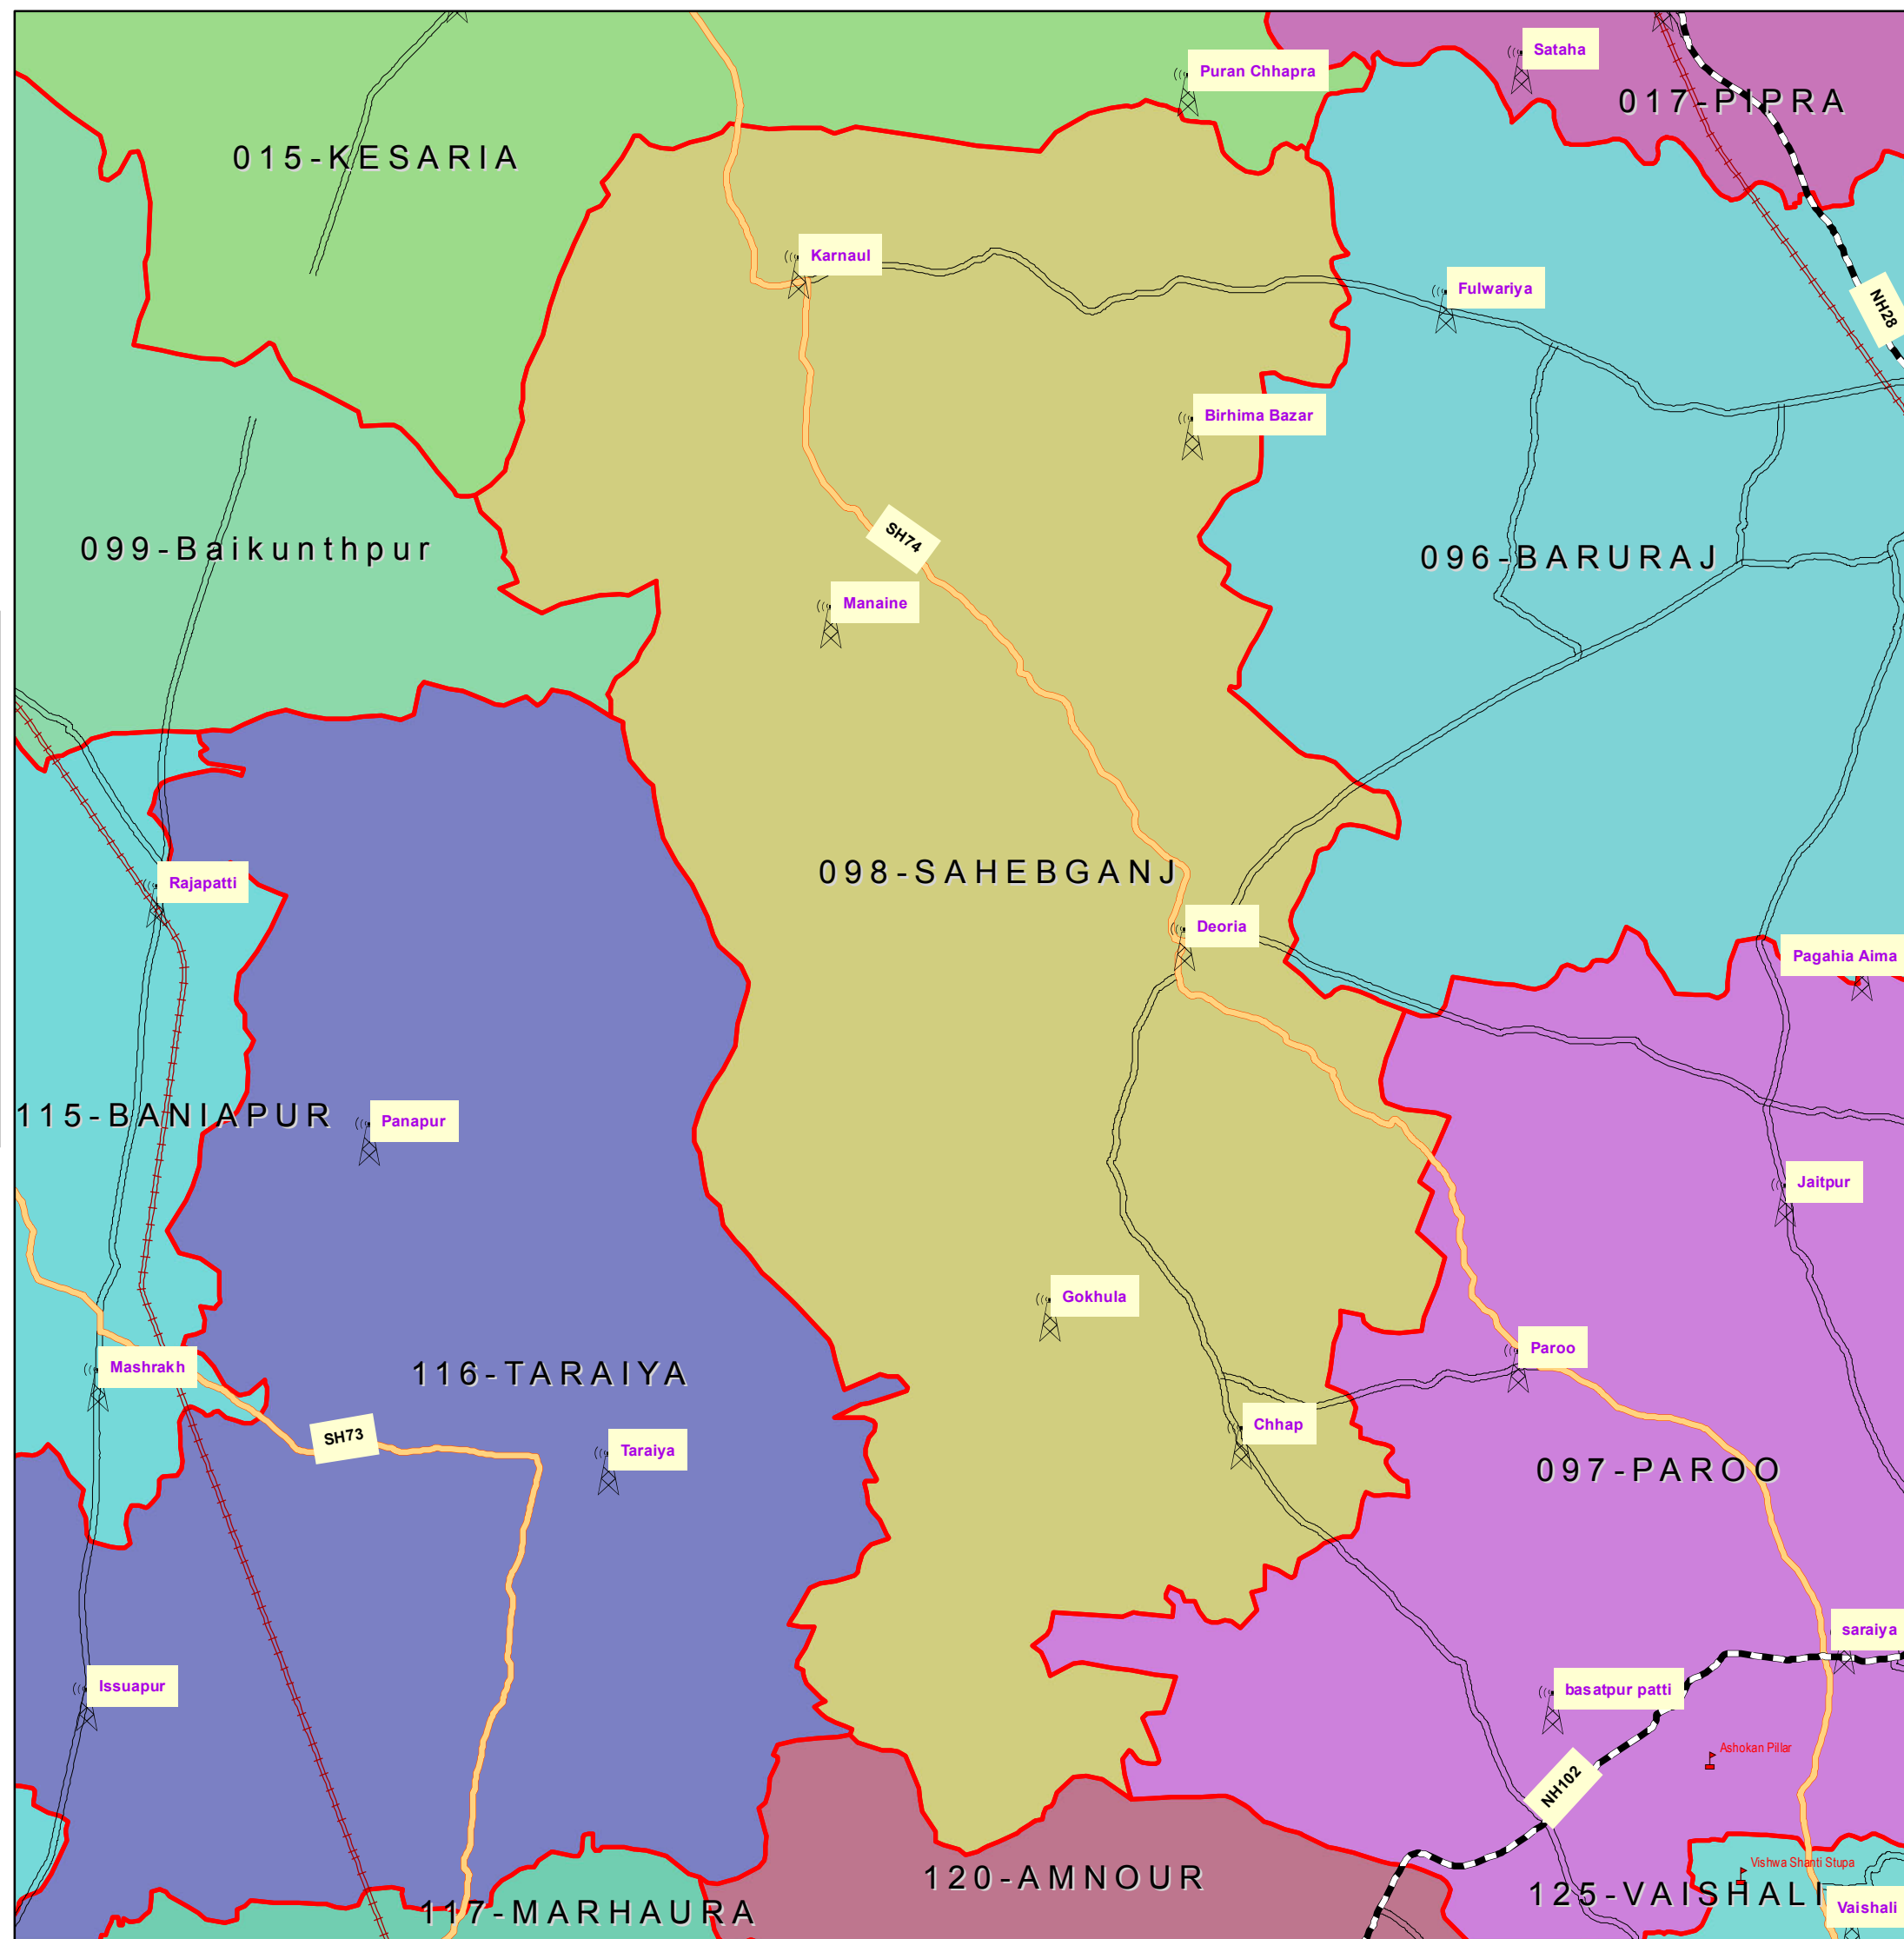 Sataha
Puran Chhapra
017-PIPRA
015-KESARIA
Karnaul
Fulwariya
NH28
Birhima Bazar
SH74
099-Baikunthpur
096-BARURAJ
Manaine
098-SAHEBGANJ
Rajapatti
Deoria
Pagahia Aima
115-BANIAPUR
Panapur
Jaitpur
Gokhula
Paroo
Mashrakh
116-TARAIYA
Chhap
SH73
Taraiya
097-PAROO
saraiya
Issuapur
basatpur patti
Ashokan Pillar
NH102
Vishwa Shanti Stupa
120-AMNOUR
125-VAISHALI
Vaishali
117-MARHAURA